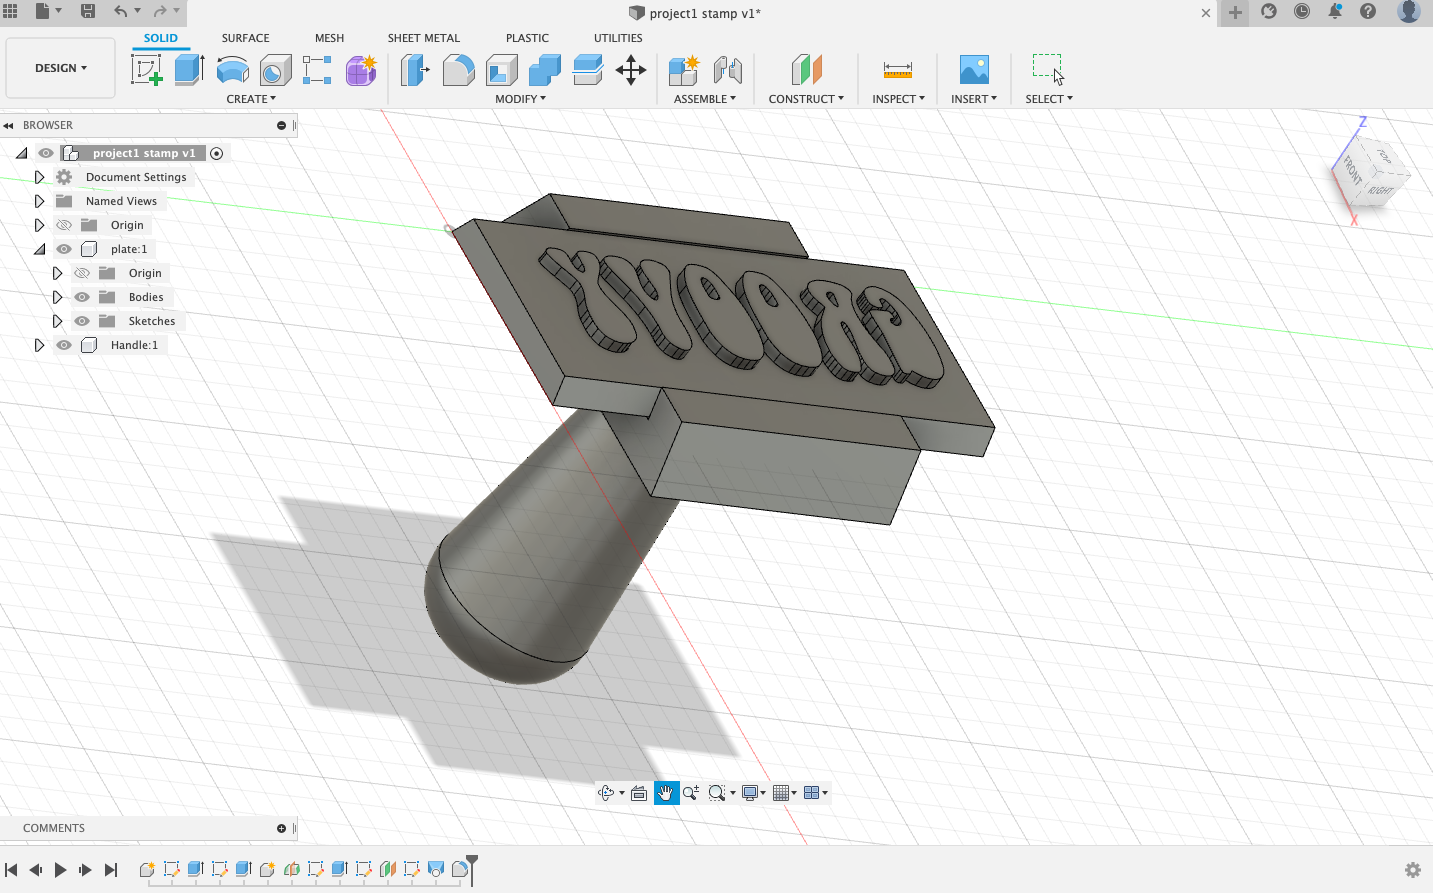 project1 stamp v1*
SOLID SURFACE MESH SHEET METAL PLASTIC UTILITIES
DESIGN
CREATE MODIFY ASSEMBLE CONSTRUCT INSPECT INSERT SELECT
BROWSER
project1 stamp v1
Document Settings
Named Views
Origin
plate:1
Origin
Bodies
Sketches
Handle:1
Z
TOP
FRONT
RIGHT
X
GROOVY
COMMENTS